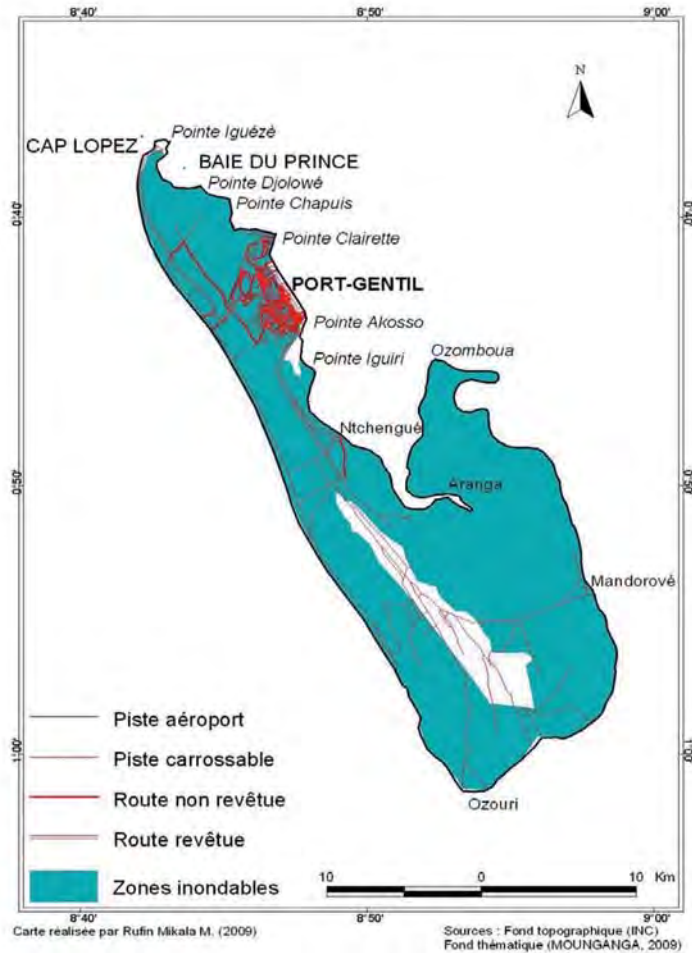 8°40'
8°50'
9°00'
N
Pointe Iguézé
CAP LOPEZ
BAIE DU PRINCE
Pointe Djolowé
Pointe Chapuis
0°40'
0°40'
Pointe Clairette
PORT-GENTIL
Pointe Akosso
Pointe Iguiri
Ozomboua
Ntchengué
0°50'
0°50'
Aranga
Mandorové
Piste aéroport
Piste carrossable
1°00'
1°00'
Route non revêtue
Ozouri
Route revêtue
Zones inondables
10 0 10 Km
8°40'
8°50'
9°00'
Carte réalisée par Rufin Mikala M. (2009)
Sources : Fond topographique (INC)
Fond thématique (MOUNGANGA, 2009)